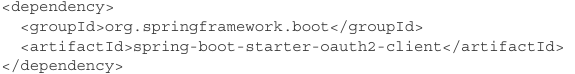 <dependency>
  <groupId>org.springframework.boot</groupId>
  <artifactId>spring-boot-starter-oauth2-client</artifactId>
</dependency>